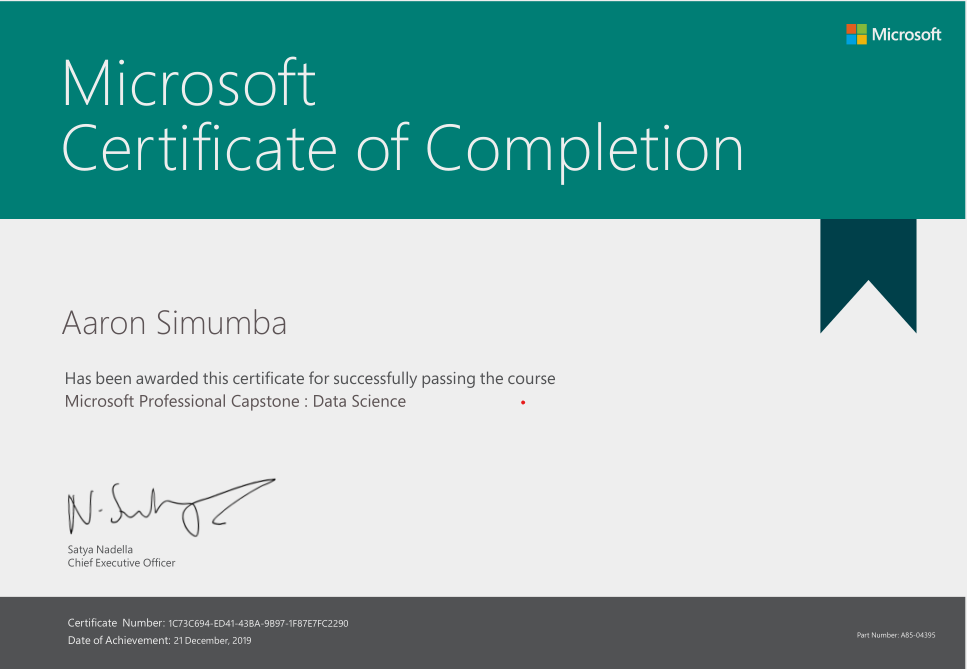 Microsoft
Microsoft
Certificate of Completion
Aaron Simumba
Has been awarded this certificate for successfully passing the course
Microsoft Professional Capstone : Data Science
Satya Nadella
Chief Executive Officer
Certificate Number: 1C73C694-ED41-43BA-9B97-1F87E7FC2290
Date of Achievement: 21 December, 2019
Part Number: A85-04395